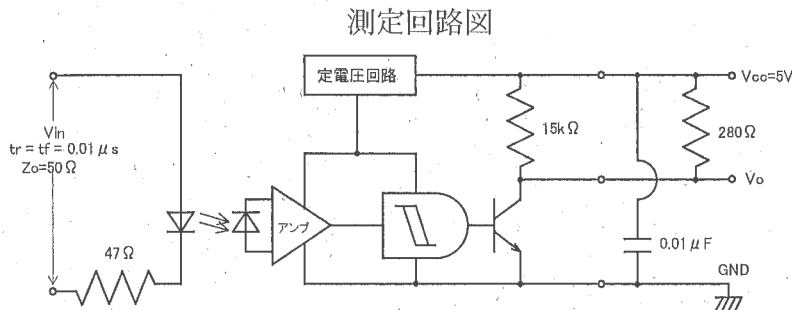 測定回路図
定電圧回路
Vcc=5V
15kΩ
280Ω
VIn
tr = tf = 0.01 μs
Zo=50Ω
Vo
アンプ
47Ω
0.01 μF
GND